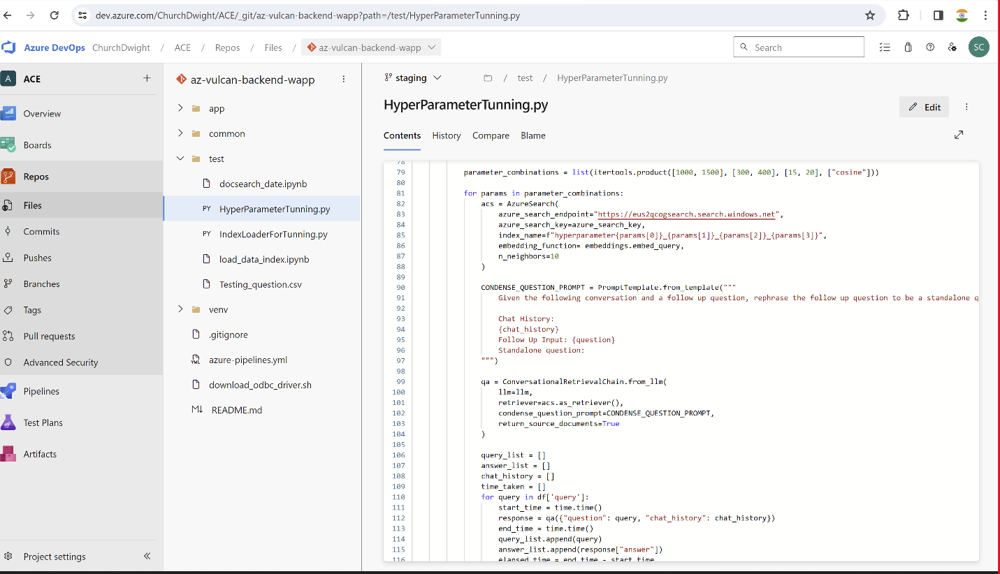 dev.azure.com/ChurchDwight/ACE/_git/az-vulcan-backend-wapp?path=/test/HyperParameterTunning.py
Azure DevOps ChurchDwight / ACE / Repos / Files / az-vulcan-backend-wapp
Search
SC
A ACE
Overview
Boards
Repos
Files
Commits
Pushes
Branches
Tags
Pull requests
Advanced Security
Pipelines
Test Plans
Artifacts
Project settings
az-vulcan-backend-wapp
app
common
test
docsearch_date.ipynb
PY HyperParameterTunning.py
PY IndexLoaderForTunning.py
load_data_index.ipynb
Testing_question.csv
venv
.gitignore
YML azure-pipelines.yml
download_odbc_driver.sh
M↓ README.md
staging / test / HyperParameterTunning.py
HyperParameterTunning.py
Edit
Contents History Compare Blame
78
79 parameter_combinations = list(itertools.product([1000, 1500], [300, 400], [15, 20], ["cosine"]))
80
81 for params in parameter_combinations:
82 acs = AzureSearch(
83 azure_search_endpoint="https://eus2qcogsearch.search.windows.net",
84 azure_search_key=azure_search_key,
85 index_name=f"hyperparameter{params[0]}_{params[1]}_{params[2]}_{params[3]}",
86 embedding_function= embeddings.embed_query,
87 n_neighbors=10
88 )
89
90 CONDENSE_QUESTION_PROMPT = PromptTemplate.from_template("""
91 Given the following conversation and a follow up question, rephrase the follow up question to be a standalone q
92
93 Chat History:
94 {chat_history}
95 Follow Up Input: {question}
96 Standalone question:
97 """)
98
99 qa = ConversationalRetrievalChain.from_llm(
100 llm=llm,
101 retriever=acs.as_retriever(),
102 condense_question_prompt=CONDENSE_QUESTION_PROMPT,
103 return_source_documents=True
104 )
105
106 query_list = []
107 answer_list = []
108 chat_history = []
109 time_taken = []
110 for query in df['query']:
111 start_time = time.time()
112 response = qa({"question": query, "chat_history": chat_history})
113 end_time = time.time()
114 query_list.append(query)
115 answer_list.append(response["answer"])
116 elapsed_time = end_time - start_time